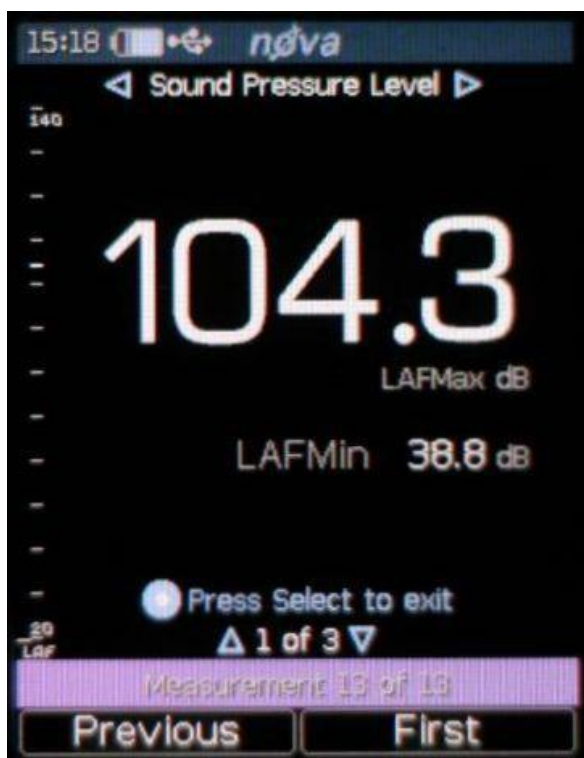 15:18 nøva
Sound Pressure Level
140
104.3
LAFMax dB
LAFMin 38.8 dB
Press Select to exit
20
LAF
1 of 3
Measurement 13 of 13
Previous First